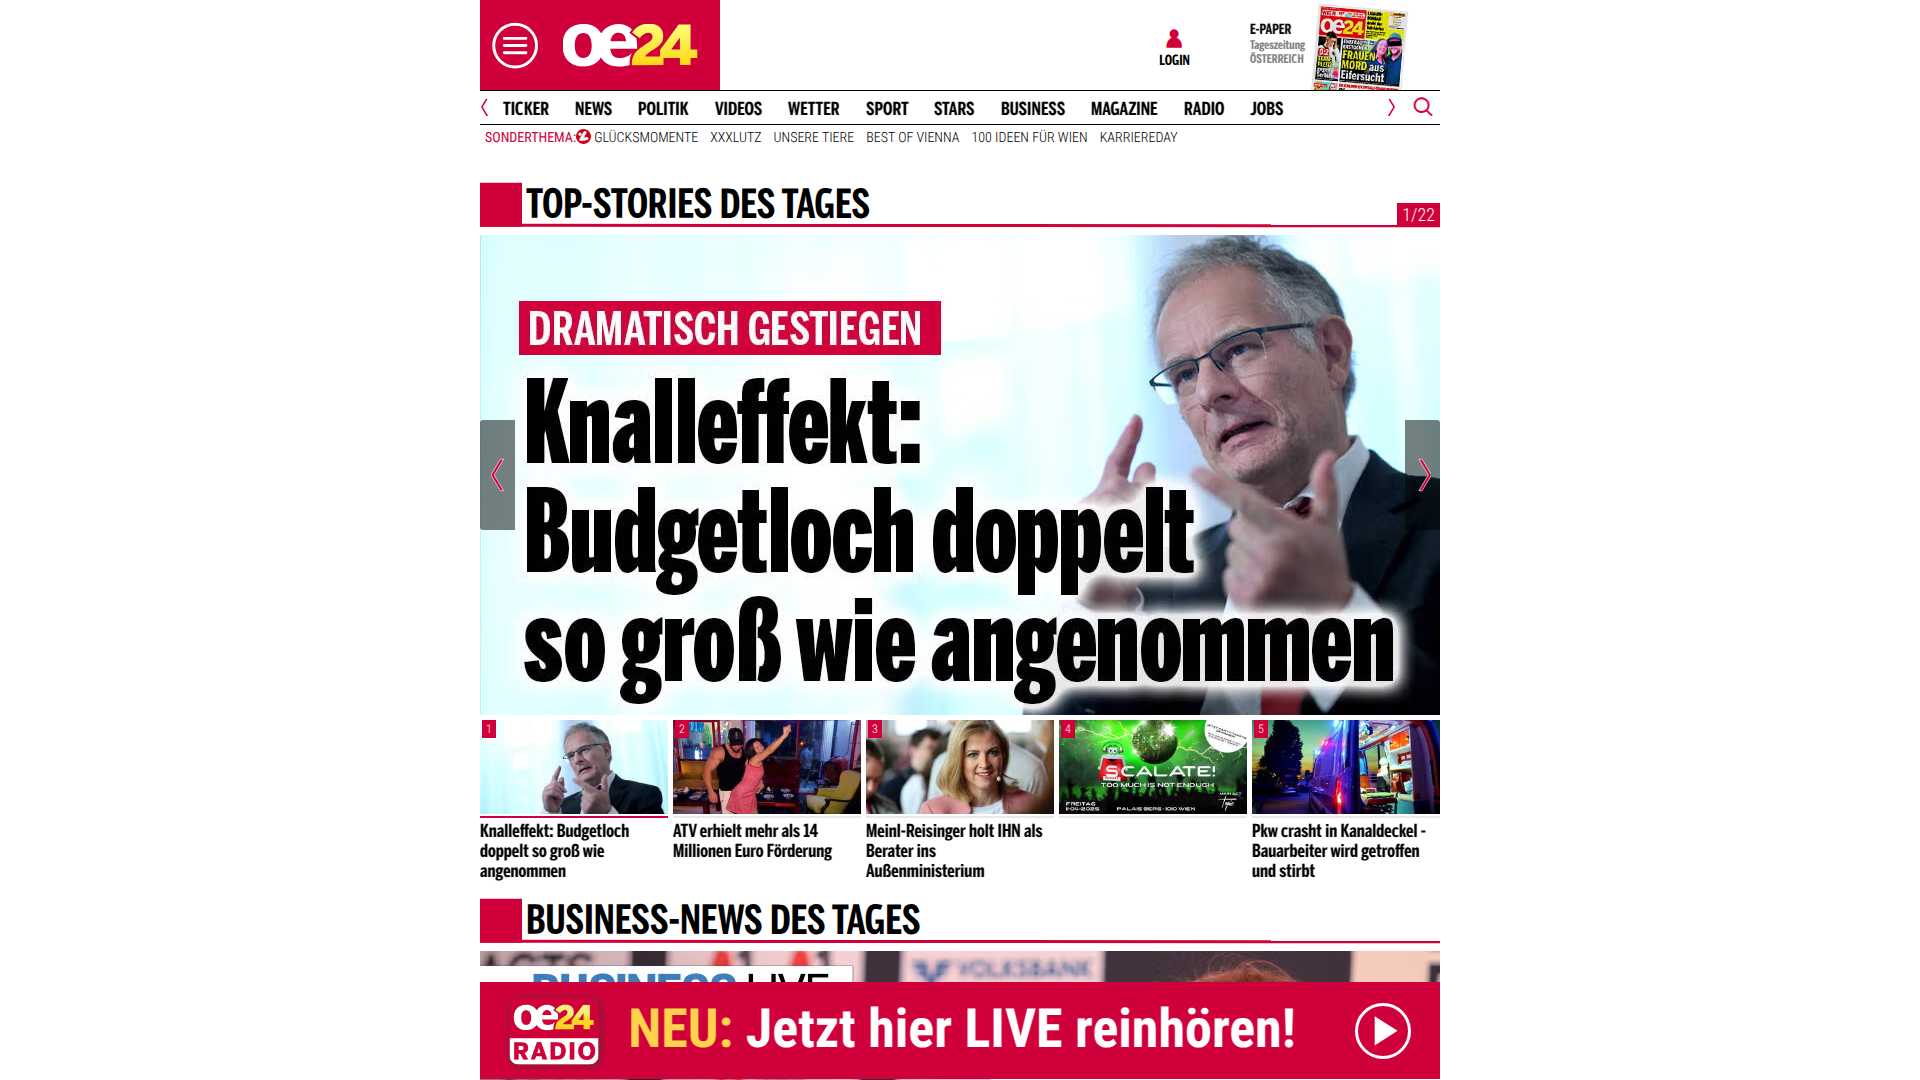 oe24
LOGIN
E-PAPER
Tageszeitung
ÖSTERREICH
oe24
FRAUEN
MORD aus
Eifersucht
TICKER NEWS POLITIK VIDEOS WETTER SPORT STARS BUSINESS MAGAZINE RADIO JOBS
SONDERTHEMA: GLÜCKSMOMENTE XXXLUTZ UNSERE TIERE BEST OF VIENNA 100 IDEEN FÜR WIEN KARRIEREDAY
TOP-STORIES DES TAGES
1/22
DRAMATISCH GESTIEGEN
Knalleffekt:
Budgetloch doppelt
so groß wie angenommen
1 2 3 4 5
SCALATE!
TOO MUCH IS NOT ENOUGH
FREITAG
11•04•2025 PALAIS BERG • 1010 WIEN
Knalleffekt: Budgetloch
doppelt so groß wie
angenommen
ATV erhielt mehr als 14
Millionen Euro Förderung
Meinl-Reisinger holt IHN als
Berater ins
Außenministerium
Pkw crasht in Kanaldeckel -
Bauarbeiter wird getroffen
und stirbt
BUSINESS-NEWS DES TAGES
VOLKSBANK
BUSINESS LIVE
oe24
RADIO
NEU: Jetzt hier LIVE reinhören!